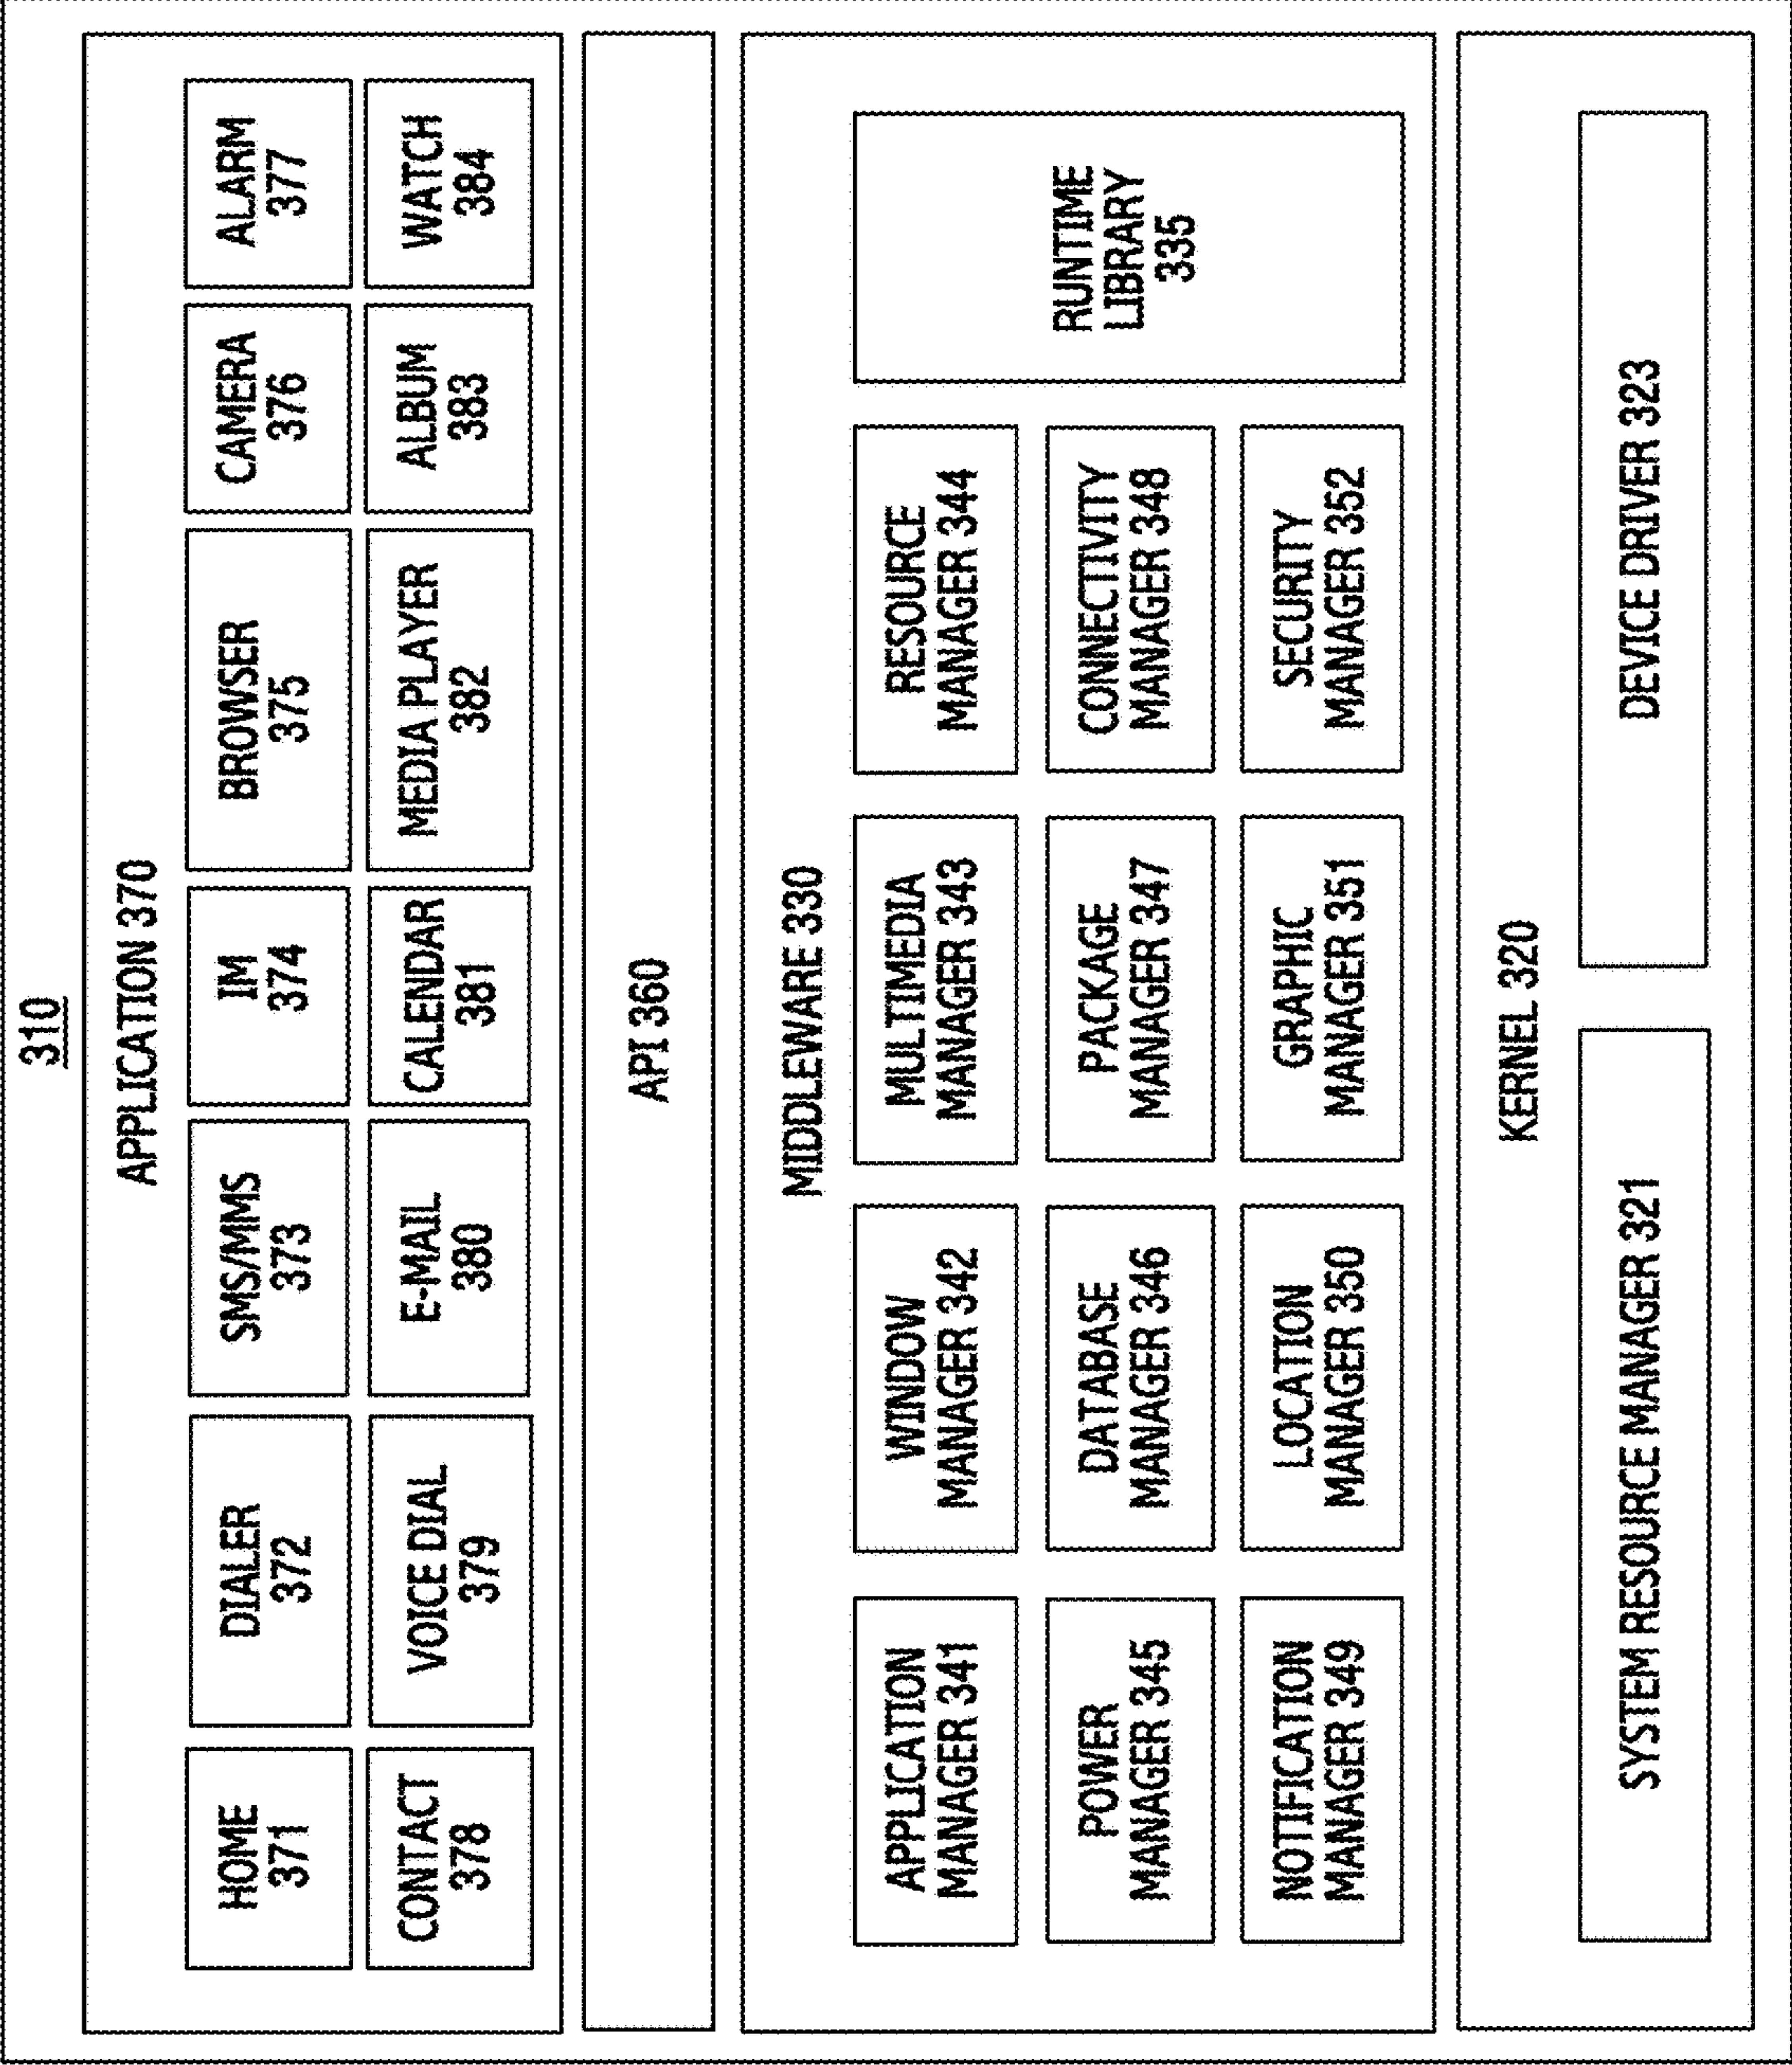 310
APPLICATION 370
HOME
371
DIALER
372
SMS/MMS
373
IM
374
BROWSER
375
CAMERA
376
ALARM
377
CONTACT
378
VOICE DIAL
379
E-MAIL
380
CALENDAR
381
MEDIA PLAYER
382
ALBUM
383
WATCH
384
API 360
MIDDLEWARE 330
APPLICATION
MANAGER 341
WINDOW
MANAGER 342
MULTIMEDIA
MANAGER 343
RESOURCE
MANAGER 344
POWER
MANAGER 345
DATABASE
MANAGER 346
PACKAGE
MANAGER 347
CONNECTIVITY
MANAGER 348
NOTIFICATION
MANAGER 349
LOCATION
MANAGER 350
GRAPHIC
MANAGER 351
SECURITY
MANAGER 352
RUNTIME
LIBRARY
335
KERNEL 320
SYSTEM RESOURCE MANAGER 321
DEVICE DRIVER 323